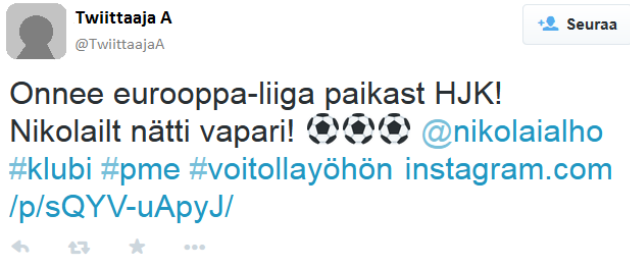 Twiittaaja A
@TwiittaajaA
Seuraa
Onnee eurooppa-liiga paikast HJK!
Nikolailt nätti vapari! ⚽⚽⚽ @nikolaialho
#klubi #pme #voitollayöhön instagram.com
/p/sQYV-uApyJ/